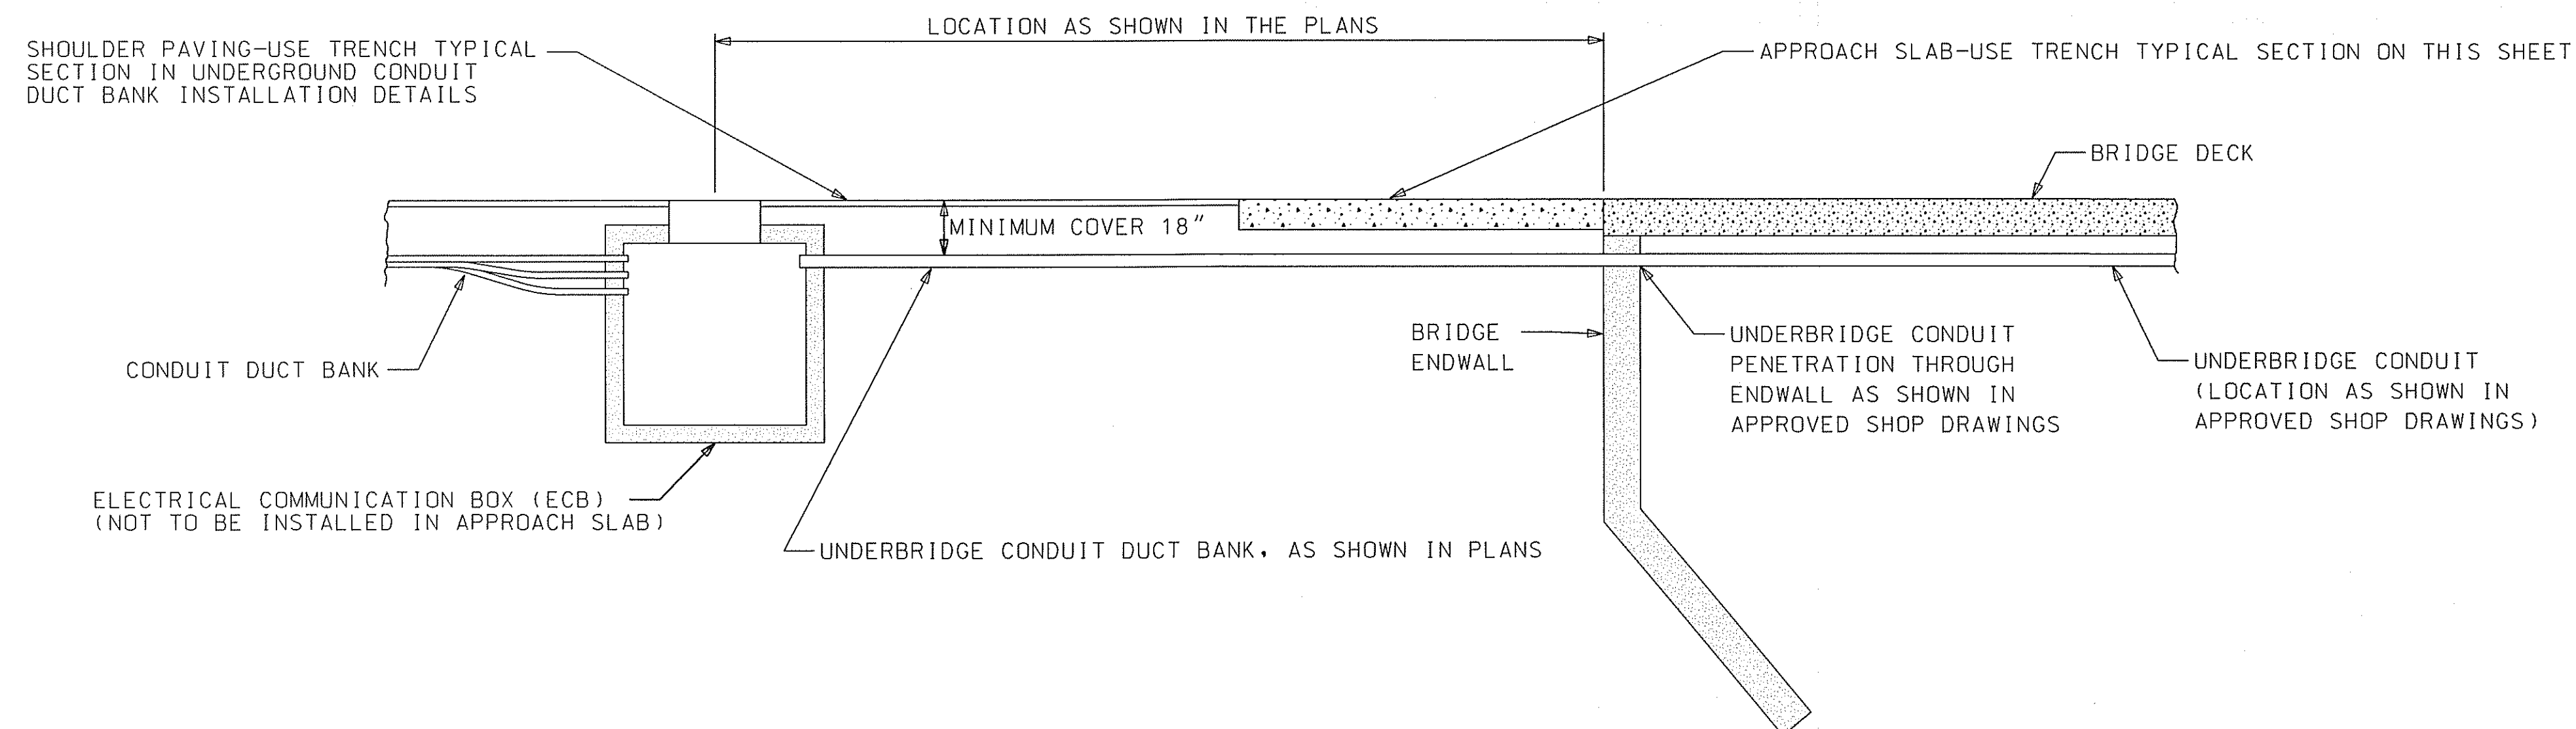 LOCATION AS SHOWN IN THE PLANS
SHOULDER PAVING-USE TRENCH TYPICAL
SECTION IN UNDERGROUND CONDUIT
DUCT BANK INSTALLATION DETAILS
APPROACH SLAB-USE TRENCH TYPICAL SECTION ON THIS SHEET
BRIDGE DECK
MINIMUM COVER 18"
CONDUIT DUCT BANK
BRIDGE
ENDWALL
UNDERBRIDGE CONDUIT
PENETRATION THROUGH
ENDWALL AS SHOWN IN
APPROVED SHOP DRAWINGS
UNDERBRIDGE CONDUIT
(LOCATION AS SHOWN IN
APPROVED SHOP DRAWINGS)
ELECTRICAL COMMUNICATION BOX (ECB)
(NOT TO BE INSTALLED IN APPROACH SLAB)
UNDERBRIDGE CONDUIT DUCT BANK, AS SHOWN IN PLANS